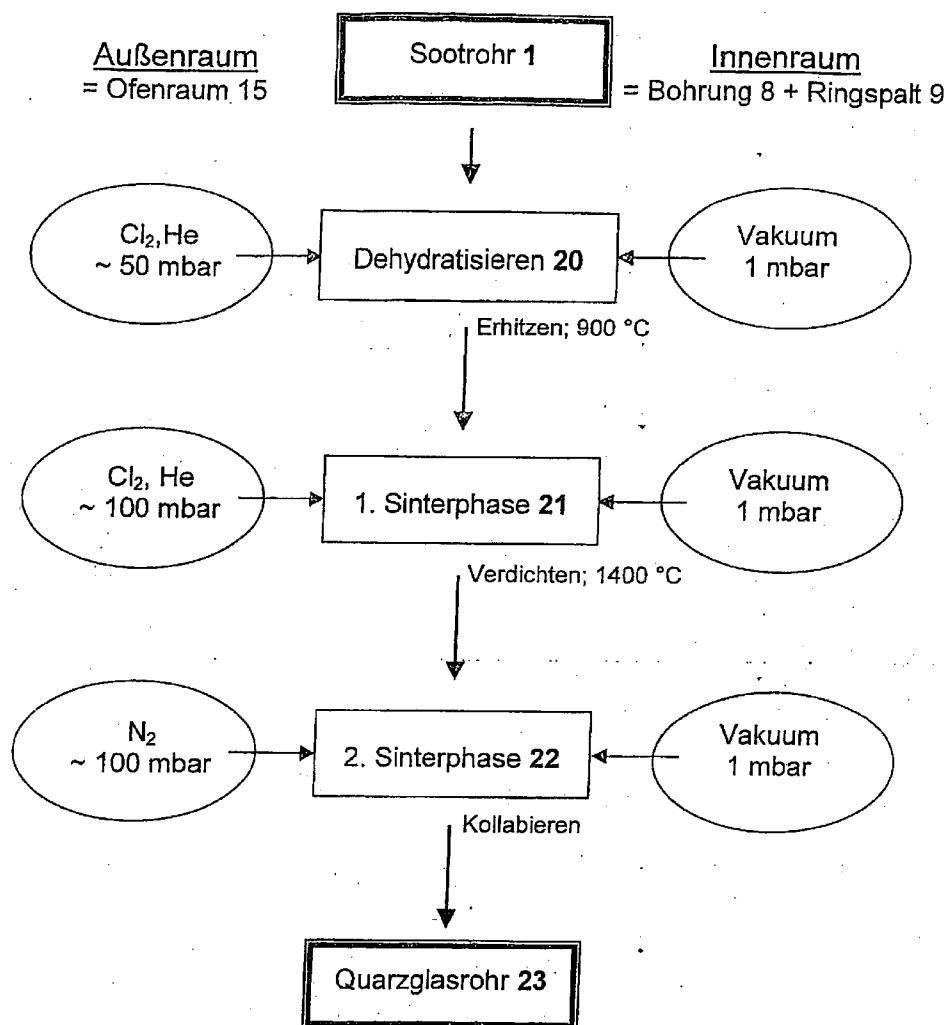 Außenraum
= Ofenraum 15
Sootrohr 1
Innenraum
= Bohrung 8 + Ringspalt 9
Cl₂,He
~ 50 mbar
Dehydratisieren 20
Vakuum
1 mbar
Erhitzen; 900 °C
Cl₂, He
~ 100 mbar
1. Sinterphase 21
Vakuum
1 mbar
Verdichten; 1400 °C
N₂
~ 100 mbar
2. Sinterphase 22
Vakuum
1 mbar
Kollabieren
Quarzglasrohr 23